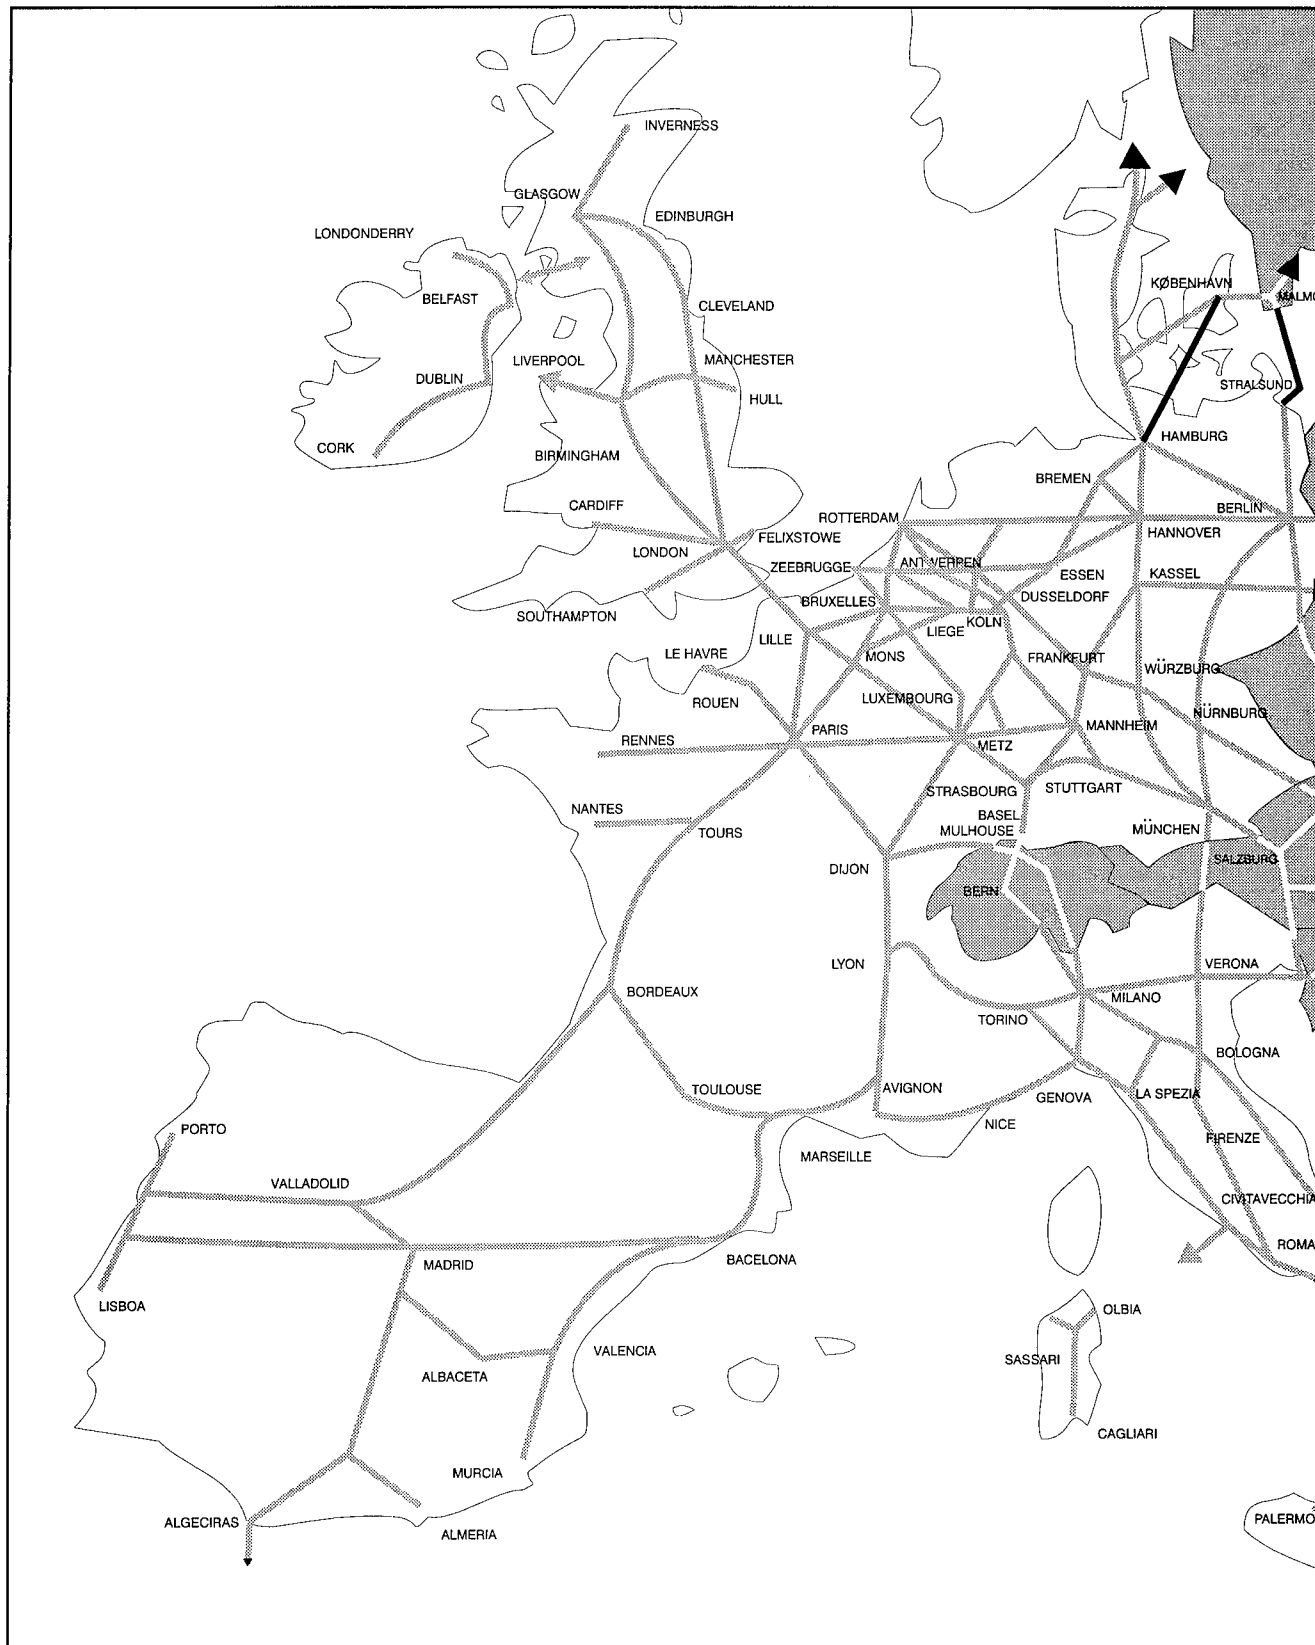 INVERNESS
GLASGOW
EDINBURGH
LONDONDERRY
KØBENHAVN
BELFAST
CLEVELAND
MALMÖ
LIVERPOOL
MANCHESTER
DUBLIN
STRALSUND
HULL
CORK
HAMBURG
BIRMINGHAM
BREMEN
CARDIFF
BERLIN
ROTTERDAM
FELIXSTOWE
HANNOVER
LONDON
ZEEBRUGGE
ANTWERPEN
ESSEN
KASSEL
DUSSELDORF
BRUXELLES
SOUTHAMPTON
KOLN
LIEGE
LILLE
LE HAVRE
MONS
FRANKFURT
WÜRZBURG
LUXEMBOURG
ROUEN
NÜRNBURG
PARIS
MANNHEIM
RENNES
METZ
STRASBOURG
STUTTGART
NANTES
BASEL
MULHOUSE
TOURS
MÜNCHEN
SALZBURG
DIJON
BERN
LYON
VERONA
BORDEAUX
MILANO
TORINO
BOLOGNA
TOULOUSE
AVIGNON
GENOVA
LA SPEZIA
NICE
PORTO
FIRENZE
MARSEILLE
VALLADOLID
CIVITAVECCHIA
ROMA
BACELONA
MADRID
LISBOA
OLBIA
VALENCIA
SASSARI
ALBACETA
CAGLIARI
MURCIA
ALGECIRAS
PALERMO
ALMERIA